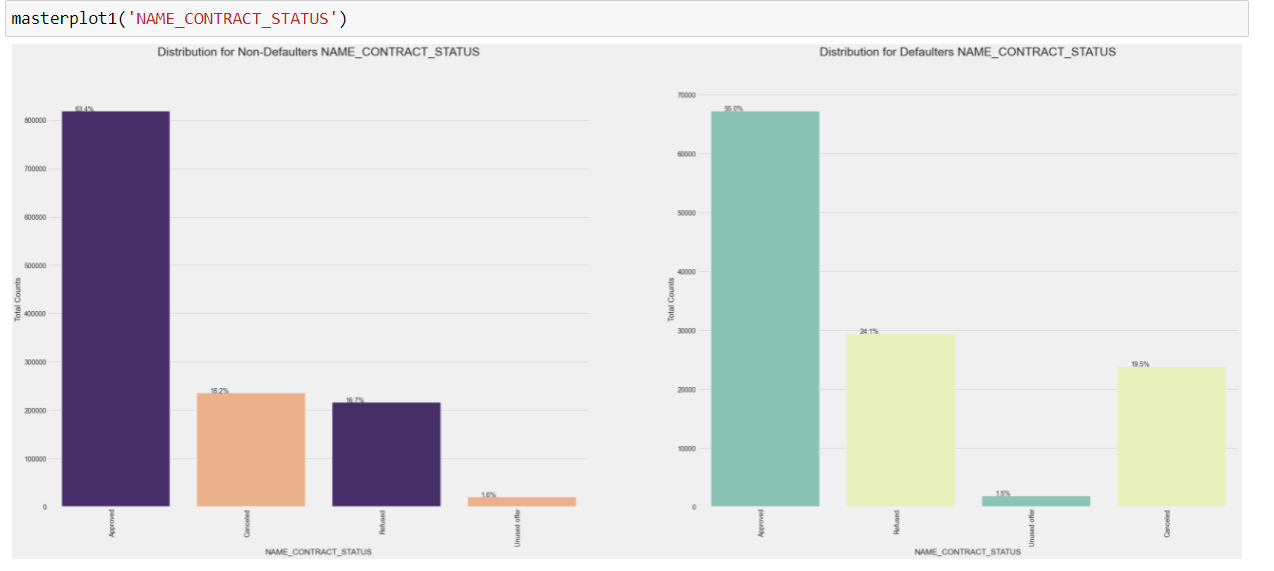 masterplot1('NAME_CONTRACT_STATUS')
Distribution for Non-Defaulters NAME_CONTRACT_STATUS
800000
700000
600000
500000
400000
300000
200000
100000
0
Total Counts
63.4%
18.2%
16.7%
1.6%
Approved
Canceled
Refused
Unused offer
NAME_CONTRACT_STATUS
Distribution for Defaulters NAME_CONTRACT_STATUS
70000
60000
50000
40000
30000
20000
10000
0
Total Counts
55.0%
24.1%
1.5%
19.5%
Approved
Refused
Unused offer
Canceled
NAME_CONTRACT_STATUS